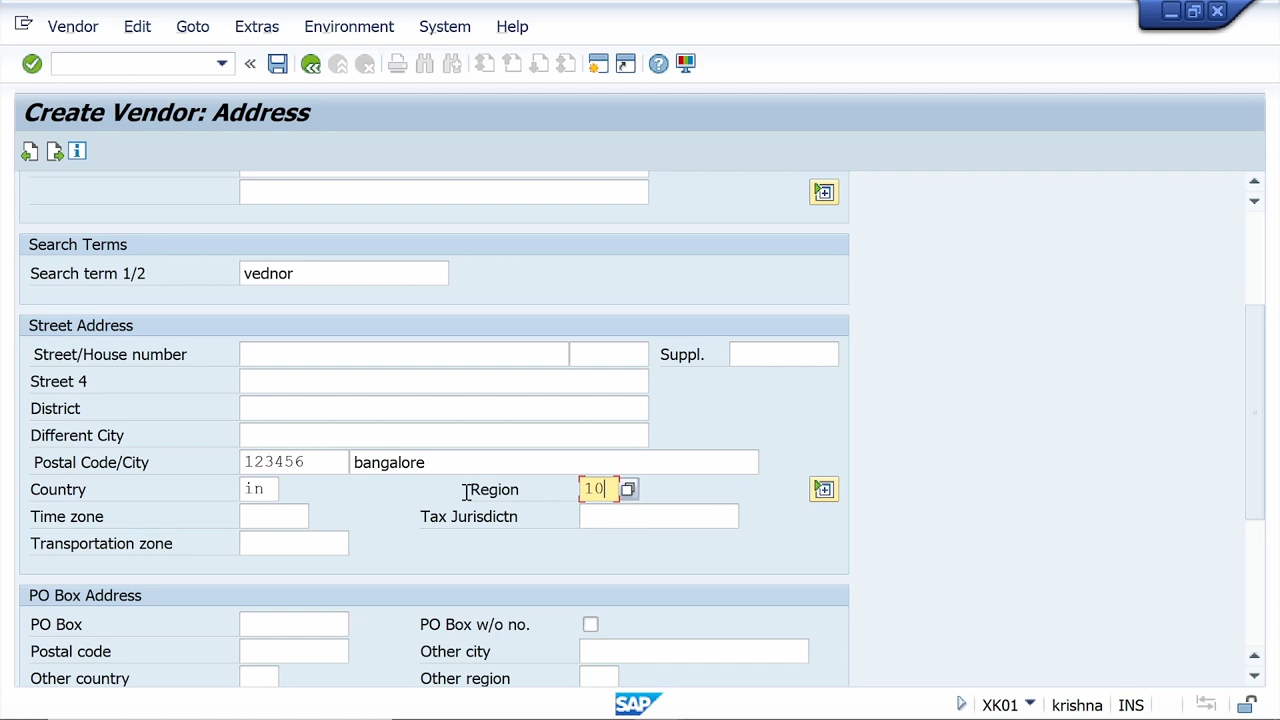 Vendor Edit Goto Extras Environment System Help
Create Vendor: Address
Search Terms
Search term 1/2 vednor
Street Address
Street/House number Suppl.
Street 4
District
Different City
Postal Code/City 123456 bangalore
Country in Region 10
Time zone Tax Jurisdictn
Transportation zone
PO Box Address
PO Box PO Box w/o no.
Postal code Other city
Other country Other region
SAP XK01 krishna INS